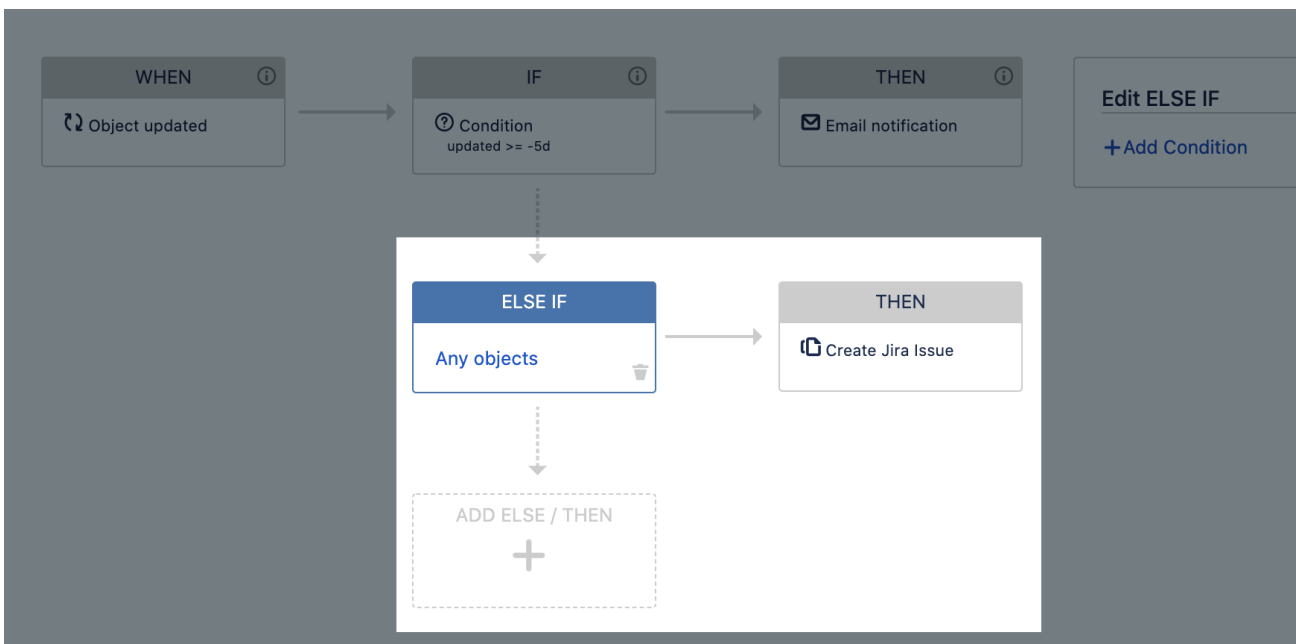 WHEN
Object updated
IF
Condition
updated >= -5d
THEN
Email notification
Edit ELSE IF
+Add Condition
ELSE IF
Any objects
THEN
Create Jira Issue
ADD ELSE / THEN
+